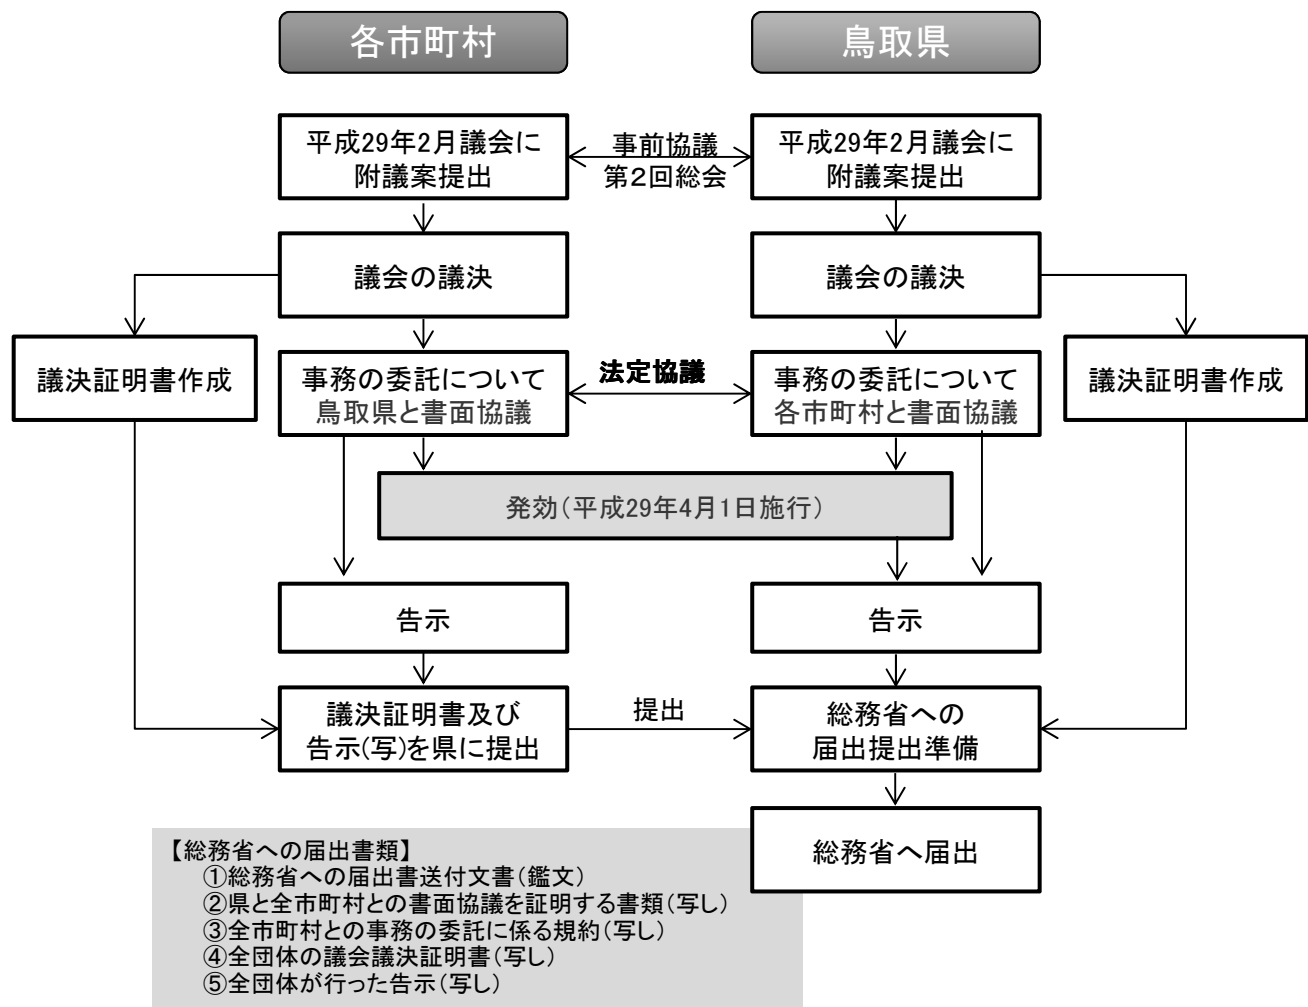 各市町村
鳥取県
平成29年2月議会に
附議案提出
事前協議
第2回総会
平成29年2月議会に
附議案提出
議会の議決
議会の議決
議決証明書作成
事務の委託について
鳥取県と書面協議
法定協議
事務の委託について
各市町村と書面協議
議決証明書作成
発効(平成29年4月1日施行)
告示
告示
議決証明書及び
告示(写)を県に提出
提出
総務省への
届出提出準備
総務省へ届出
【総務省への届出書類】
①総務省への届出書送付文書(鑑文)
②県と全市町村との書面協議を証明する書類(写し)
③全市町村との事務の委託に係る規約(写し)
④全団体の議会議決証明書(写し)
⑤全団体が行った告示(写し)